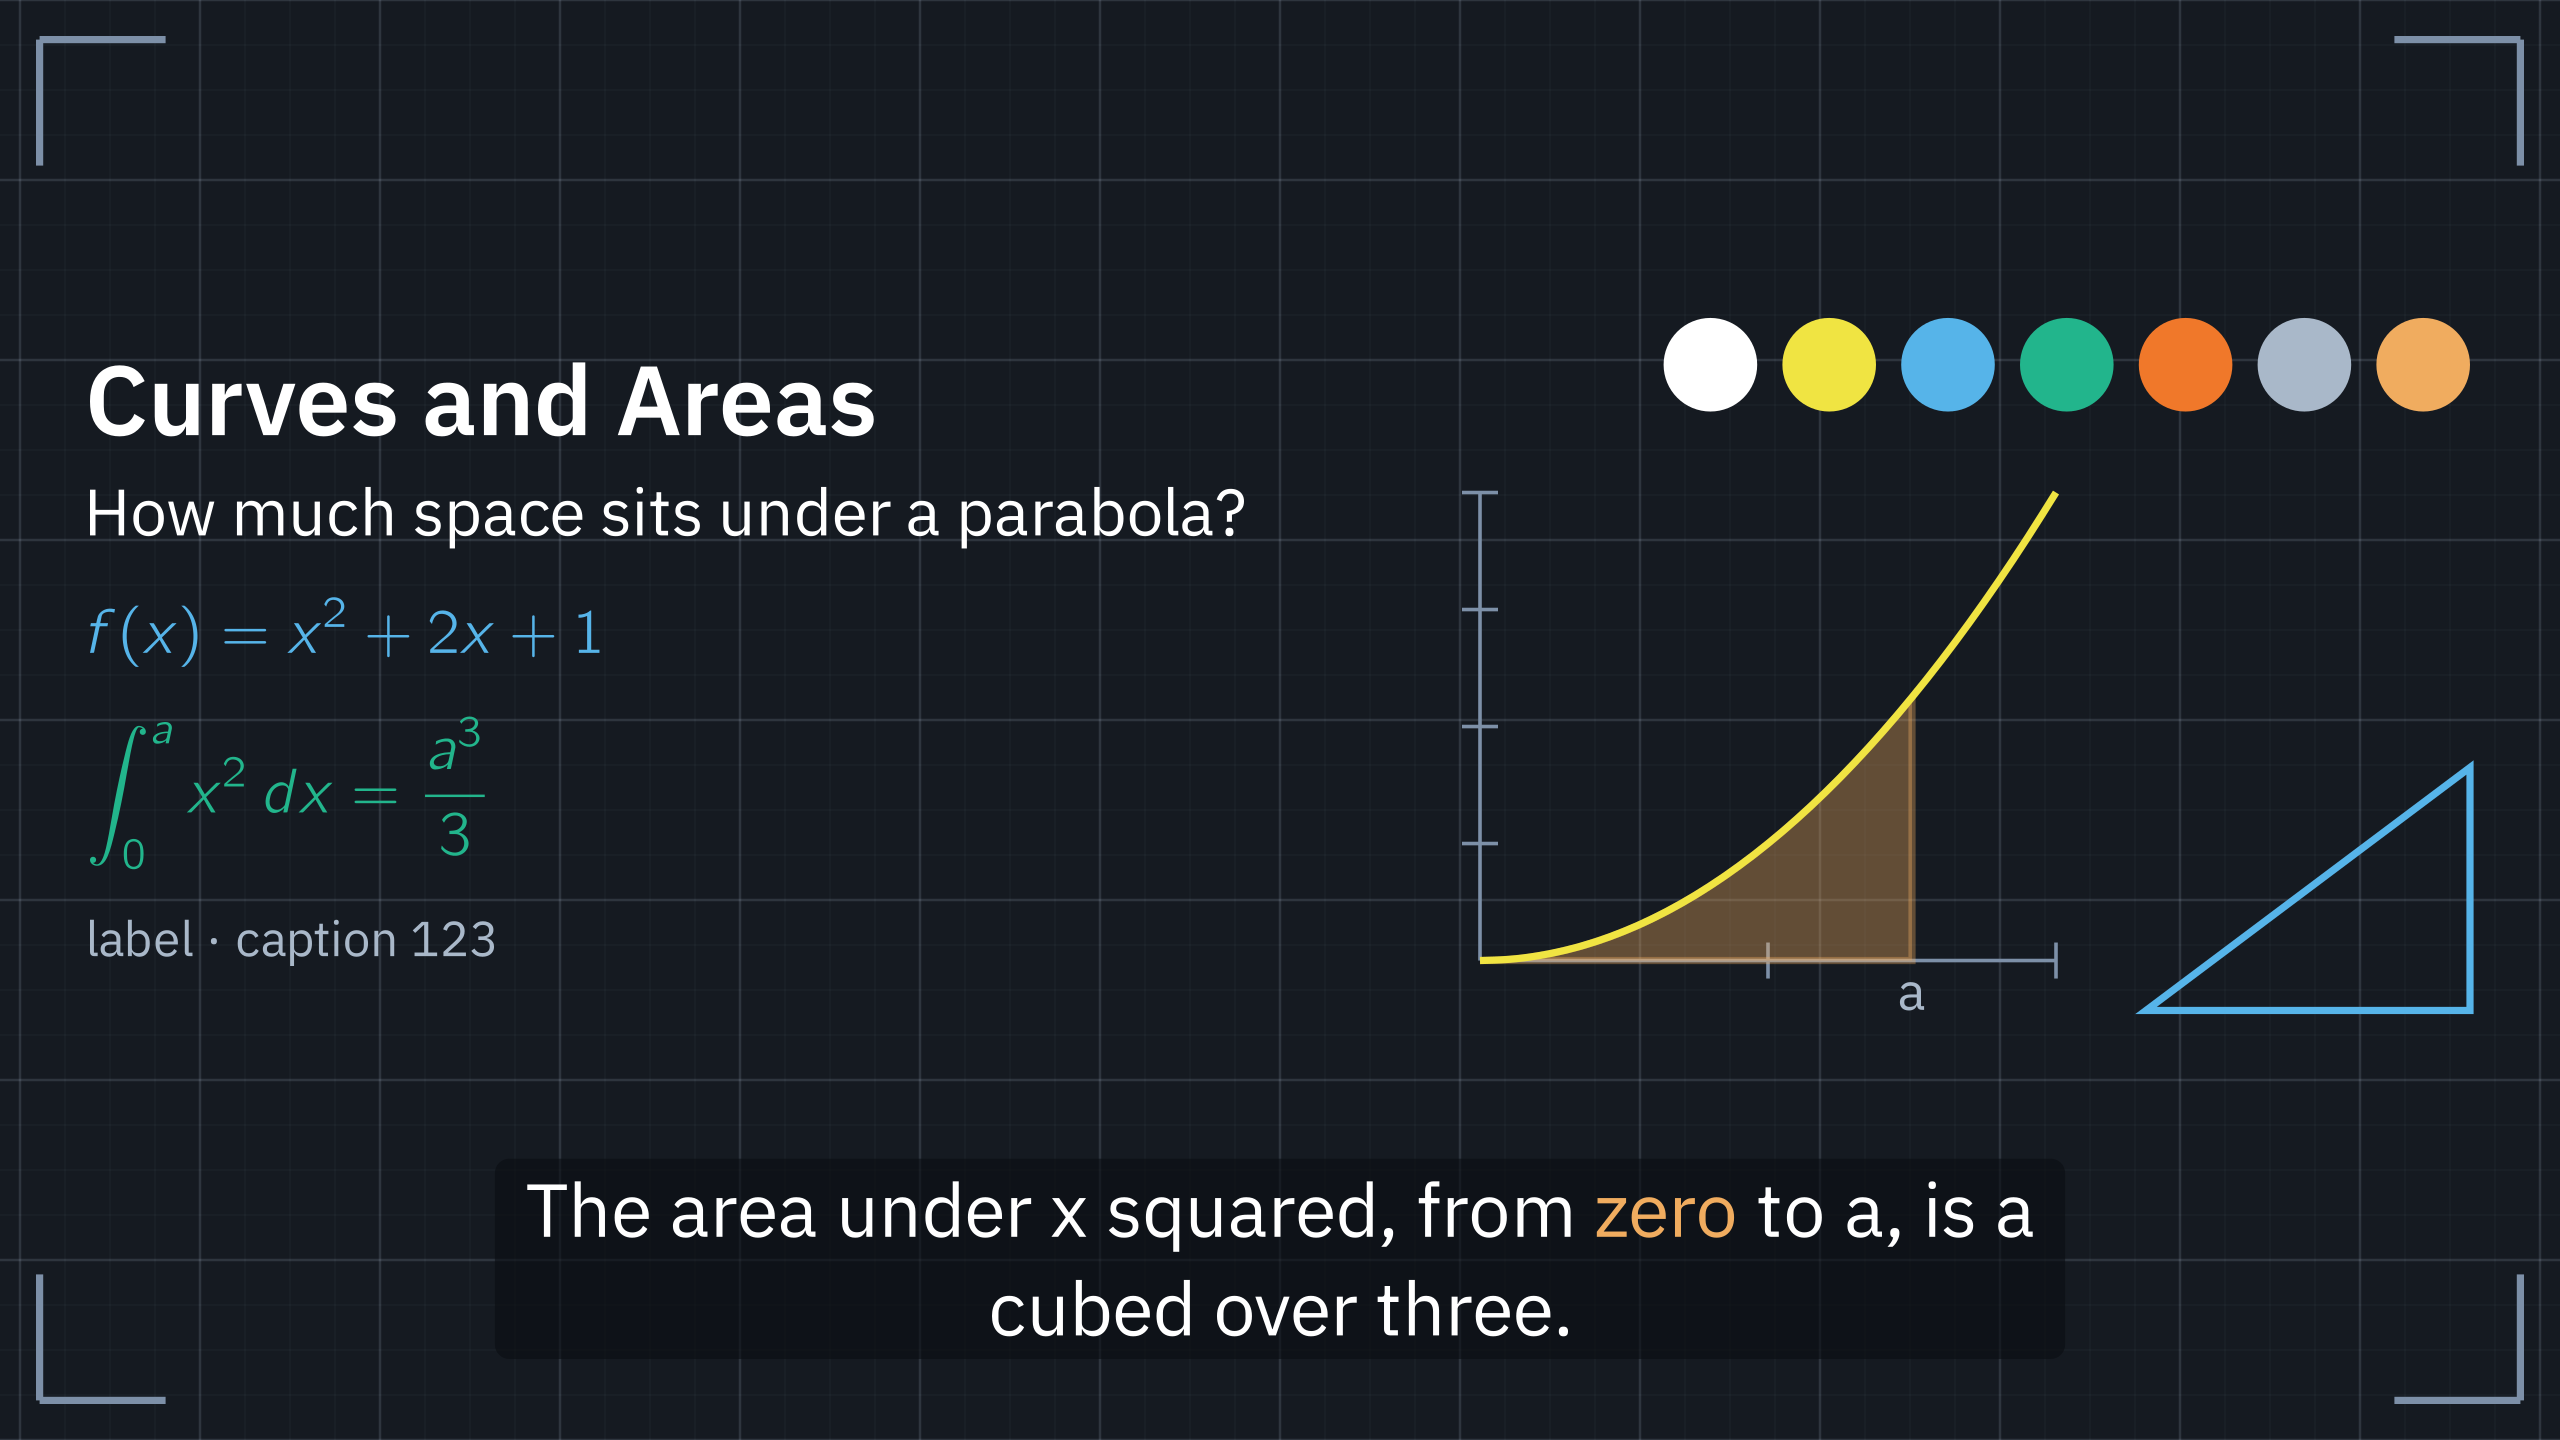 Curves and Areas
How much space sits under a parabola?
f(x) = x² + 2x + 1
∫₀ᵃ x² dx = a³/3
label · caption 123
a
The area under x squared, from zero to a, is a
cubed over three.